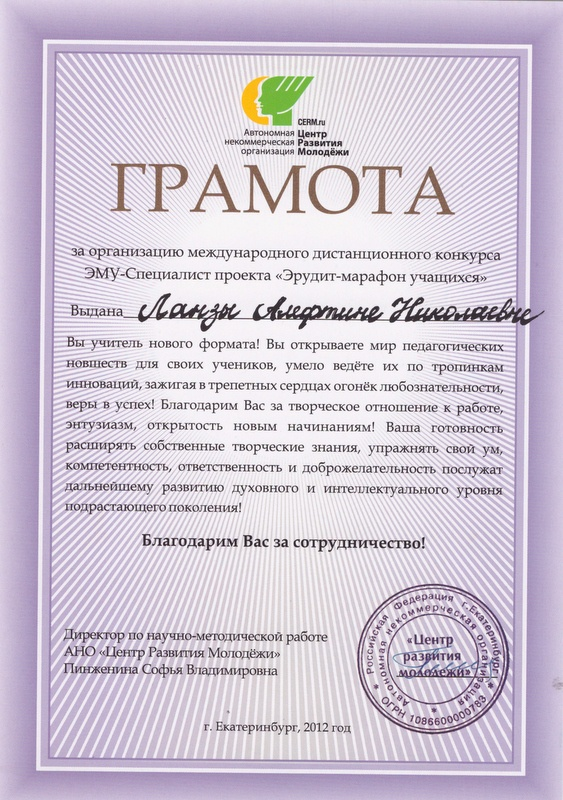 CERM.ru
Автономная Центр
некоммерческая Развития
организация Молодёжи
ГРАМОТА
за организацию международного дистанционного конкурса
ЭМУ-Специалист проекта «Эрудит-марафон учащихся»
Выдана Ланзы Алефтине Николаевне
Вы учитель нового формата! Вы открываете мир педагогических
новшеств для своих учеников, умело ведёте их по тропинкам
инноваций, зажигая в трепетных сердцах огонёк любознательности,
веры в успех! Благодарим Вас за творческое отношение к работе,
энтузиазм, открытость новым начинаниям! Ваша готовность
расширять собственные творческие знания, упражнять свой ум,
компетентность, ответственность и доброжелательность послужат
дальнейшему развитию духовного и интеллектуального уровня
подрастающего поколения!
Благодарим Вас за сотрудничество!
Директор по научно-методической работе
АНО «Центр Развития Молодёжи»
Пинженина Софья Владимировна
Российская Федерация г.Екатеринбург
Автономная некоммерческая организация
«Центр
развития
молодежи»
ОГРН 1086600000783
г. Екатеринбург, 2012 год